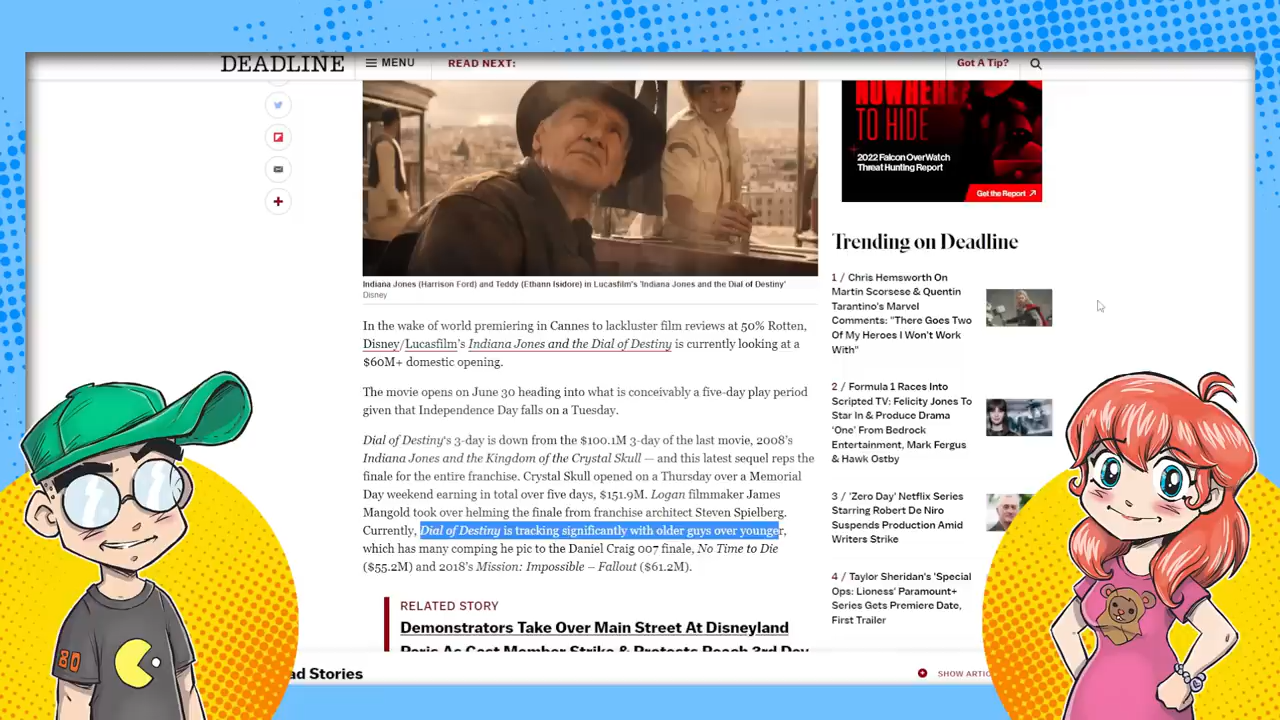 DEADLINE
MENU
READ NEXT:
Got A Tip?
NOWHERE
TO HIDE
2022 Falcon OverWatch
Threat Hunting Report
Get the Report
Indiana Jones (Harrison Ford) and Teddy (Ethann Isidore) in Lucasfilm's 'Indiana Jones and the Dial of Destiny'
Disney
In the wake of world premiering in Cannes to lackluster film reviews at 50% Rotten,
Disney/Lucasfilm's Indiana Jones and the Dial of Destiny is currently looking at a
$60M+ domestic opening.
The movie opens on June 30 heading into what is conceivably a five-day play period
given that Independence Day falls on a Tuesday.
Dial of Destiny's 3-day is down from the $100.1M 3-day of the last movie, 2008's
Indiana Jones and the Kingdom of the Crystal Skull — and this latest sequel reps the
finale for the entire franchise. Crystal Skull opened on a Thursday over a Memorial
Day weekend earning in total over five days, $151.9M. Logan filmmaker James
Mangold took over helming the finale from franchise architect Steven Spielberg.
Currently, Dial of Destiny is tracking significantly with older guys over younger,
which has many comping he pic to the Daniel Craig 007 finale, No Time to Die
($55.2M) and 2018's Mission: Impossible – Fallout ($61.2M).
RELATED STORY
Demonstrators Take Over Main Street At Disneyland
Paris As Cast Member Strike & Protests Reach 3rd Day
Trending on Deadline
1 / Chris Hemsworth On
Martin Scorsese & Quentin
Tarantino's Marvel
Comments: "There Goes Two
Of My Heroes I Won't Work
With"
2 / Formula 1 Races Into
Scripted TV: Felicity Jones To
Star In & Produce Drama
'One' From Bedrock
Entertainment, Mark Fergus
& Hawk Ostby
3 / 'Zero Day' Netflix Series
Starring Robert De Niro
Suspends Production Amid
Writers Strike
4 / Taylor Sheridan's 'Special
Ops: Lioness' Paramount+
Series Gets Premiere Date,
First Trailer
ad Stories
SHOW ARTIC
80